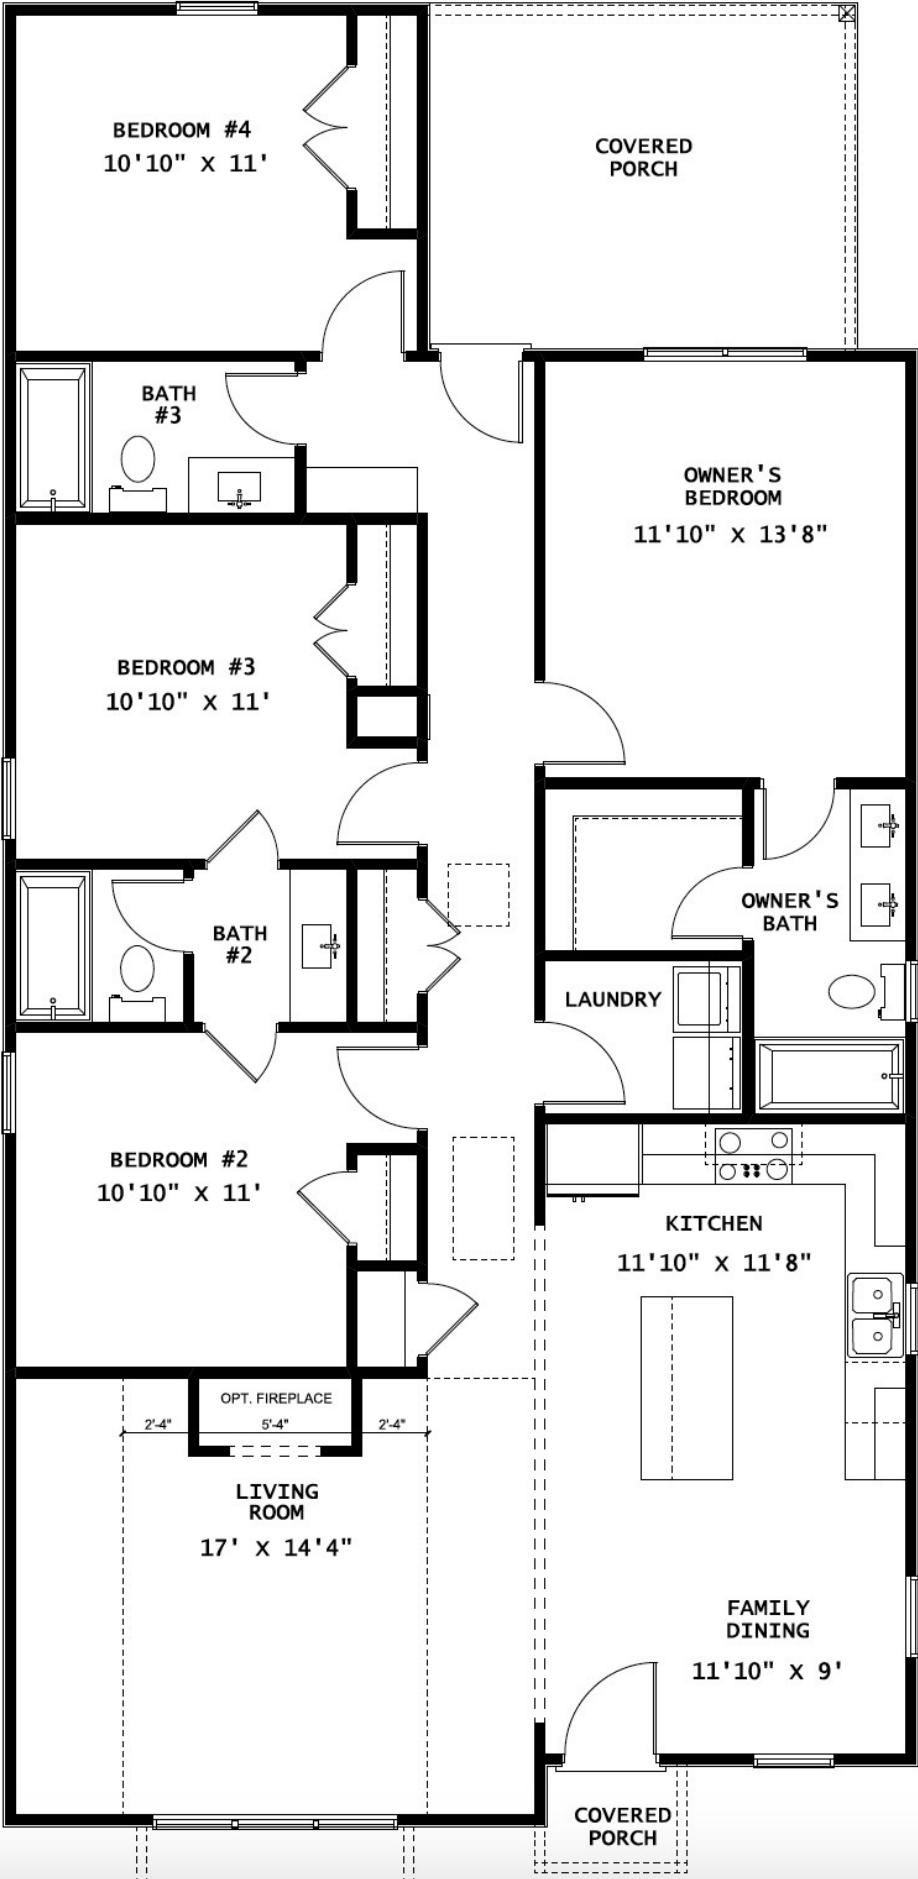 BEDROOM #4
10'10" X 11'
COVERED
PORCH
BATH
#3
OWNER'S
BEDROOM
11'10" X 13'8"
BEDROOM #3
10'10" X 11'
OWNER'S
BATH
BATH
#2
LAUNDRY
BEDROOM #2
10'10" X 11'
KITCHEN
11'10" X 11'8"
OPT. FIREPLACE
2'-4"
5'-4"
2'-4"
LIVING
ROOM
17' X 14'4"
FAMILY
DINING
11'10" X 9'
COVERED
PORCH